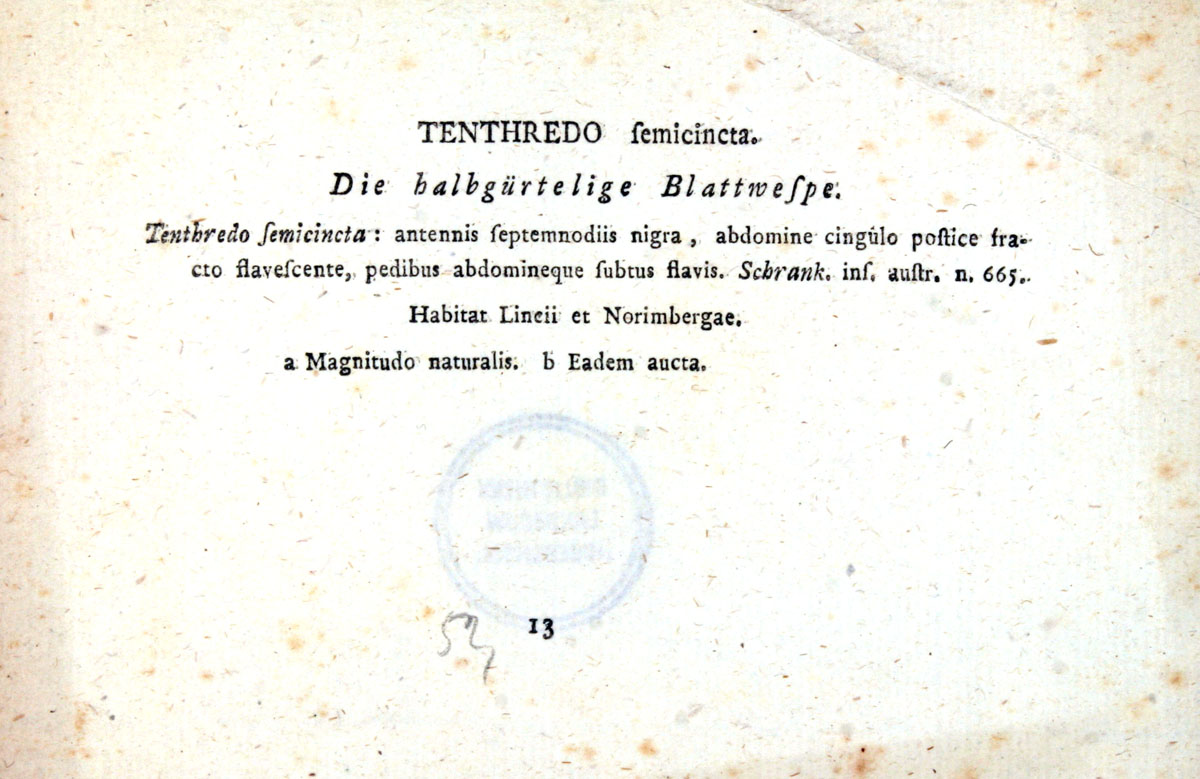 TENTHREDO ſemicincta.
Die halbgürtelige Blattweſpe.
Tenthredo ſemicincta: antennis ſeptemnodiis nigra, abdomine cingulo poſtice fra-
cto flaveſcente, pedibus abdomineque ſubtus flavis. Schrank. inſ. auſtr. n. 665.
Habitat Lincii et Norimbergae.
a Magnitudo naturalis. b Eadem aucta.
13